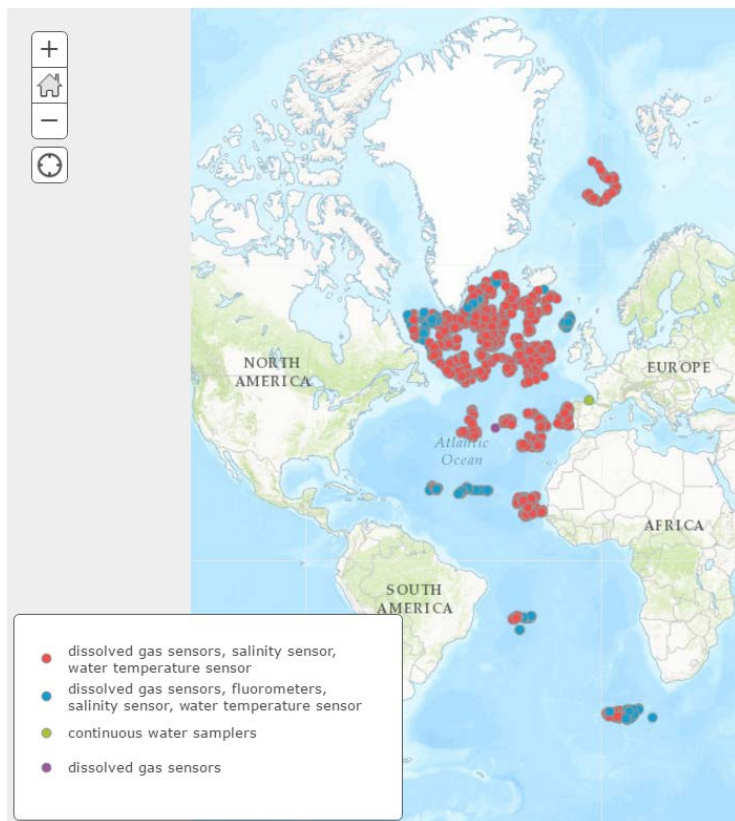 +
−
NORTH
AMERICA
EUROPE
Atlantic
Ocean
AFRICA
SOUTH
AMERICA
dissolved gas sensors, salinity sensor,
water temperature sensor
dissolved gas sensors, fluorometers,
salinity sensor, water temperature sensor
continuous water samplers
dissolved gas sensors